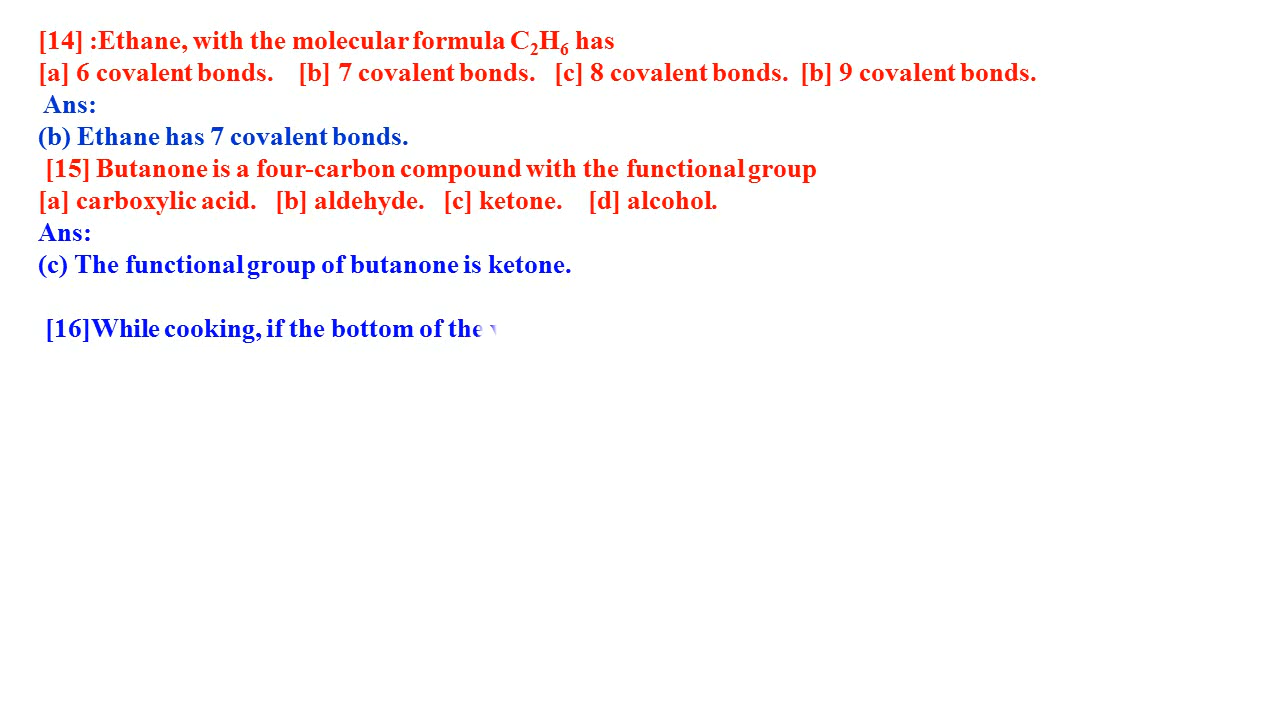 [14] :Ethane, with the molecular formula C₂H₆ has
[a] 6 covalent bonds. [b] 7 covalent bonds. [c] 8 covalent bonds. [b] 9 covalent bonds.
Ans:
(b) Ethane has 7 covalent bonds.
[15] Butanone is a four-carbon compound with the functional group
[a] carboxylic acid. [b] aldehyde. [c] ketone. [d] alcohol.
Ans:
(c) The functional group of butanone is ketone.
[16]While cooking, if the bottom of the